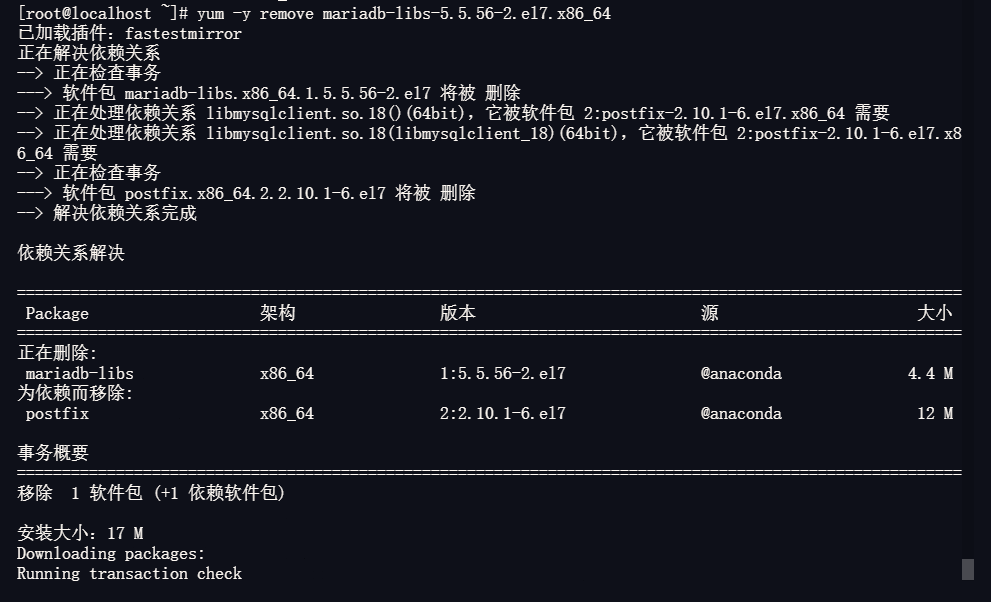 [root@localhost ~]# yum -y remove mariadb-libs-5.5.56-2.el7.x86_64
已加载插件：fastestmirror
正在解决依赖关系
--> 正在检查事务
---> 软件包 mariadb-libs.x86_64.1.5.5.56-2.el7 将被 删除
--> 正在处理依赖关系 libmysqlclient.so.18()(64bit)，它被软件包 2:postfix-2.10.1-6.el7.x86_64 需要
--> 正在处理依赖关系 libmysqlclient.so.18(libmysqlclient_18)(64bit)，它被软件包 2:postfix-2.10.1-6.el7.x8
6_64 需要
--> 正在检查事务
---> 软件包 postfix.x86_64.2.2.10.1-6.el7 将被 删除
--> 解决依赖关系完成
依赖关系解决
================================================================================
Package 架构 版本 源 大小
================================================================================
正在删除:
mariadb-libs x86_64 1:5.5.56-2.el7 @anaconda 4.4 M
为依赖而移除:
postfix x86_64 2:2.10.1-6.el7 @anaconda 12 M
事务概要
================================================================================
移除  1 软件包 (+1 依赖软件包)
安装大小：17 M
Downloading packages:
Running transaction check